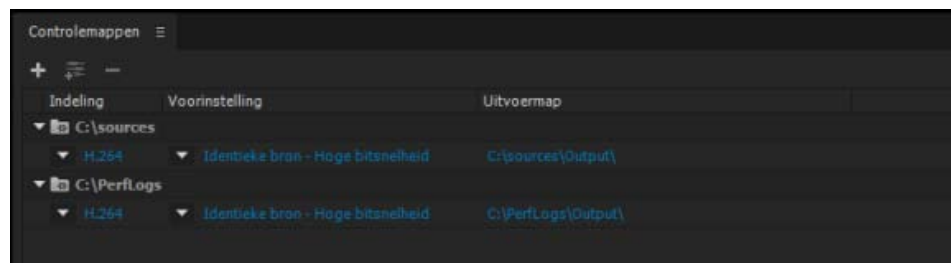 Controlemappen
Indeling Voorinstelling Uitvoermap
C:\sources
H.264 Identieke bron - Hoge bitsnelheid C:\sources\Output\
C:\PerfLogs
H.264 Identieke bron - Hoge bitsnelheid C:\PerfLogs\Output\